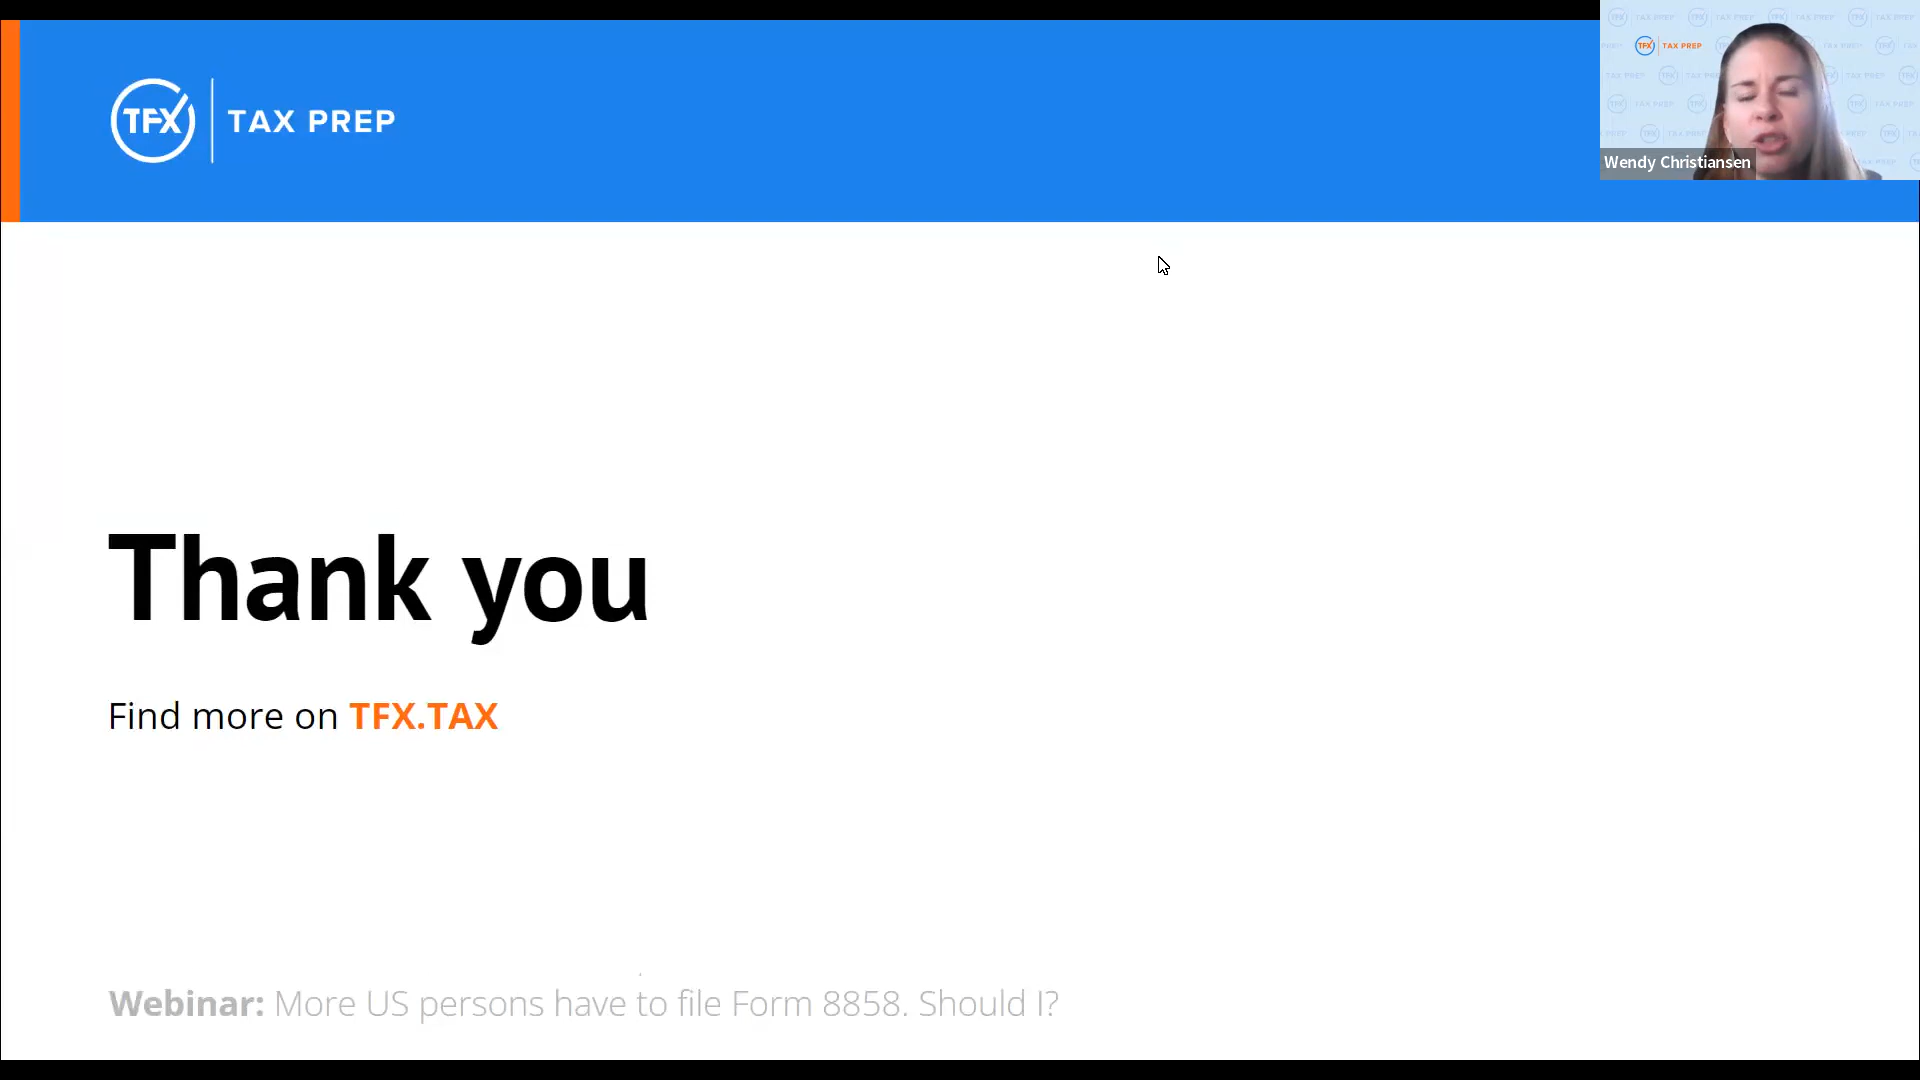 TFX TAX PREP
TFX TAX PREP
Wendy Christiansen
Thank you
Find more on TFX.TAX
Webinar: More US persons have to file Form 8858. Should I?